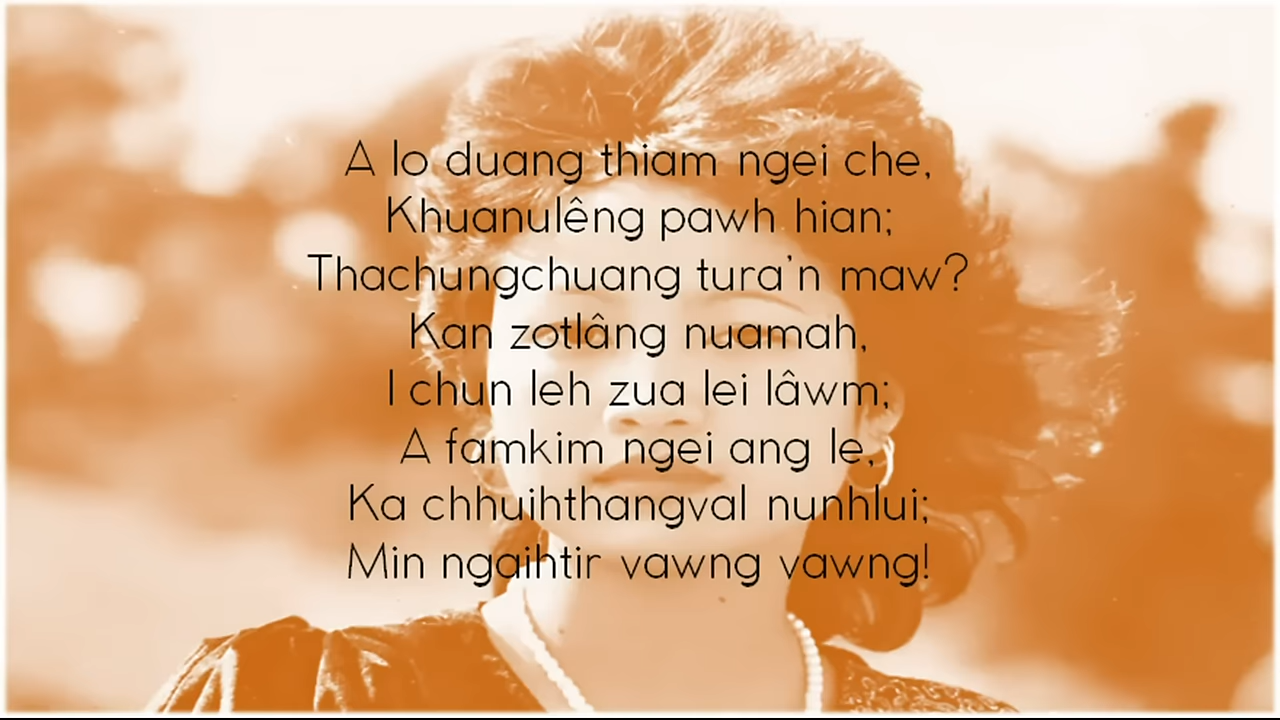 A lo duang thiam ngei che,
Khuanulêng pawh hian;
Thachungchuang tura'n maw?
Kan zotlâng nuamah,
I chun leh zua lei lâwm;
A famkim ngei ang le,
Ka chhuihthangval nunhlui;
Min ngaihtir vawng vawng!